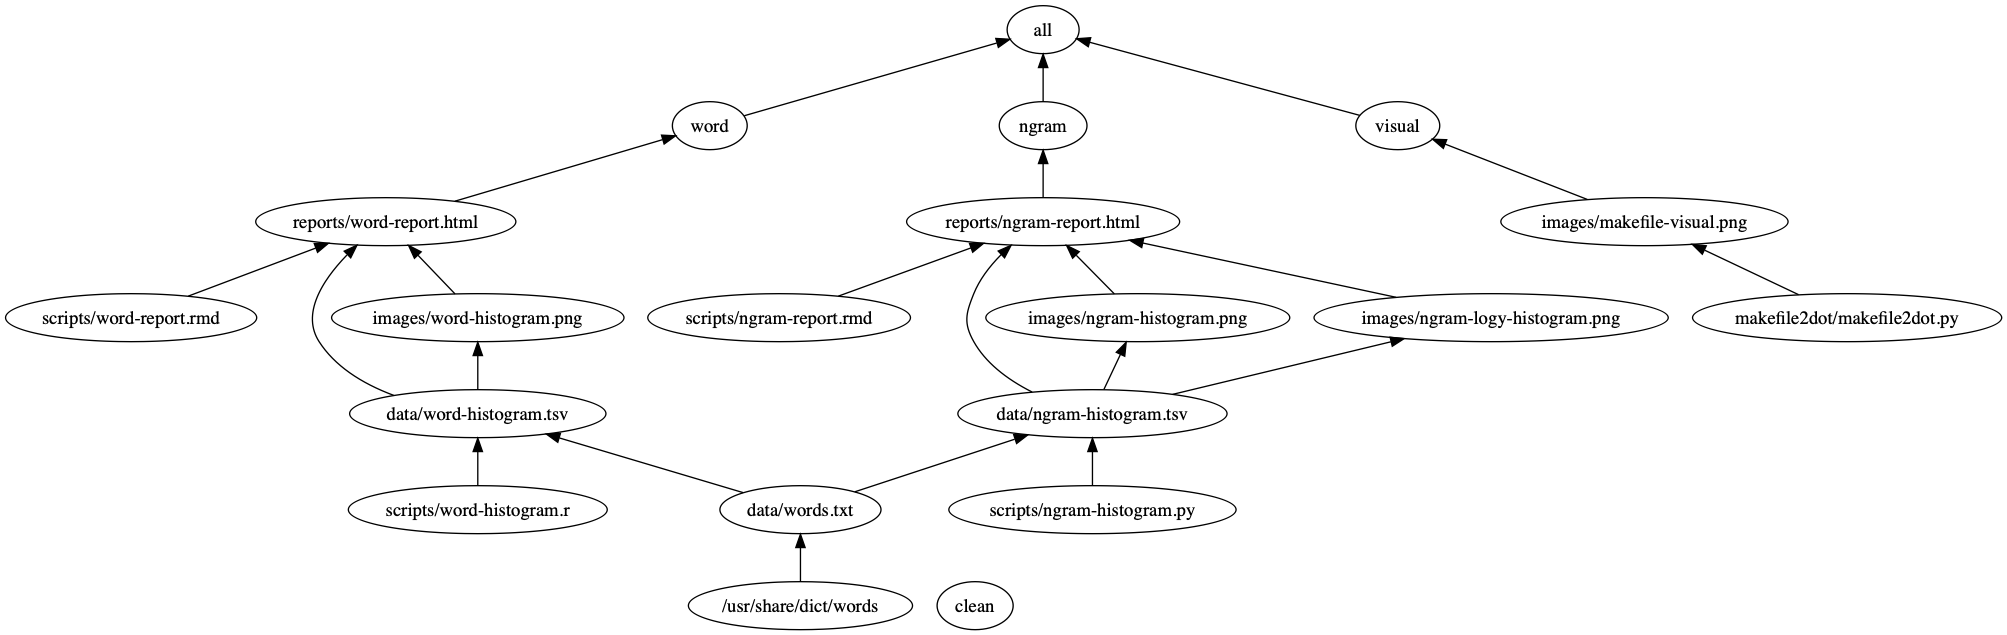 all
word
ngram
visual
reports/word-report.html
reports/ngram-report.html
images/makefile-visual.png
scripts/word-report.rmd
images/word-histogram.png
scripts/ngram-report.rmd
images/ngram-histogram.png
images/ngram-logy-histogram.png
makefile2dot/makefile2dot.py
data/word-histogram.tsv
data/ngram-histogram.tsv
scripts/word-histogram.r
data/words.txt
scripts/ngram-histogram.py
/usr/share/dict/words
clean